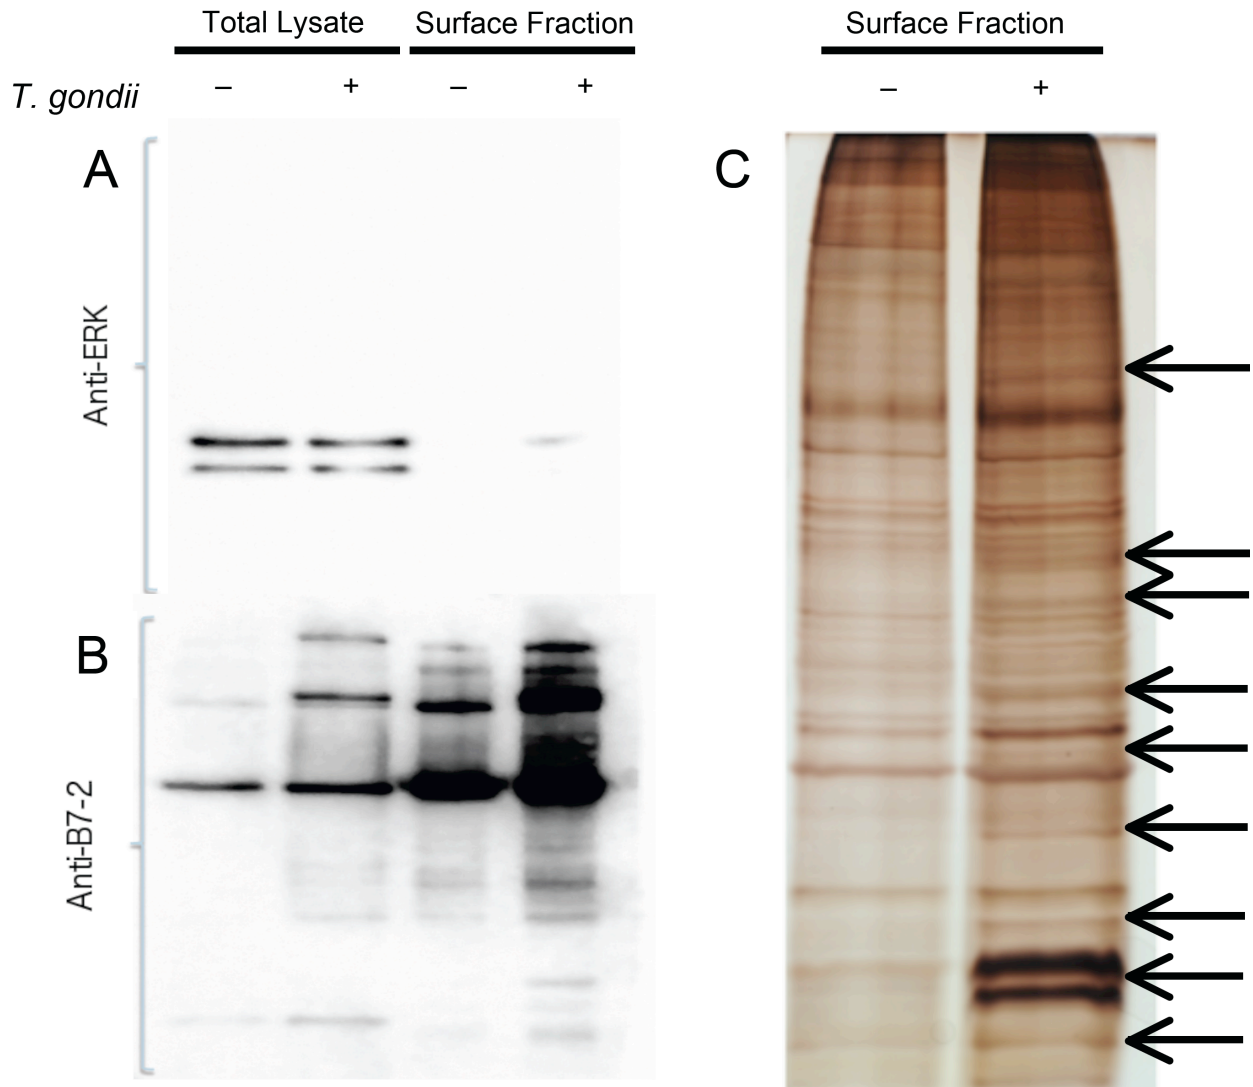 Total Lysate Surface Fraction Surface Fraction
T. gondii – + – + – +
A
C
Anti-ERK
B
Anti-B7-2